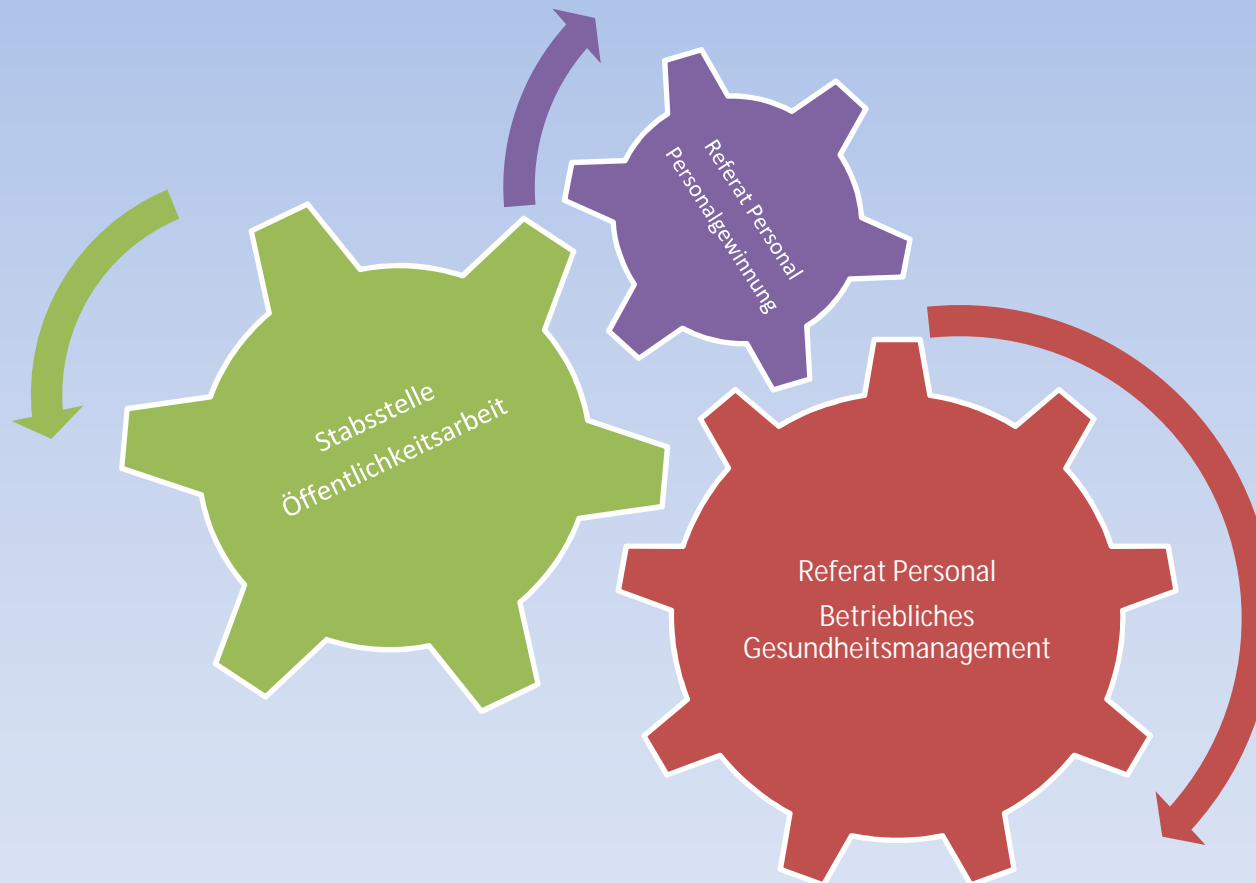 Referat Personal
Personalgewinnung
Stabsstelle
Öffentlichkeitsarbeit
Referat Personal
Betriebliches
Gesundheitsmanagement